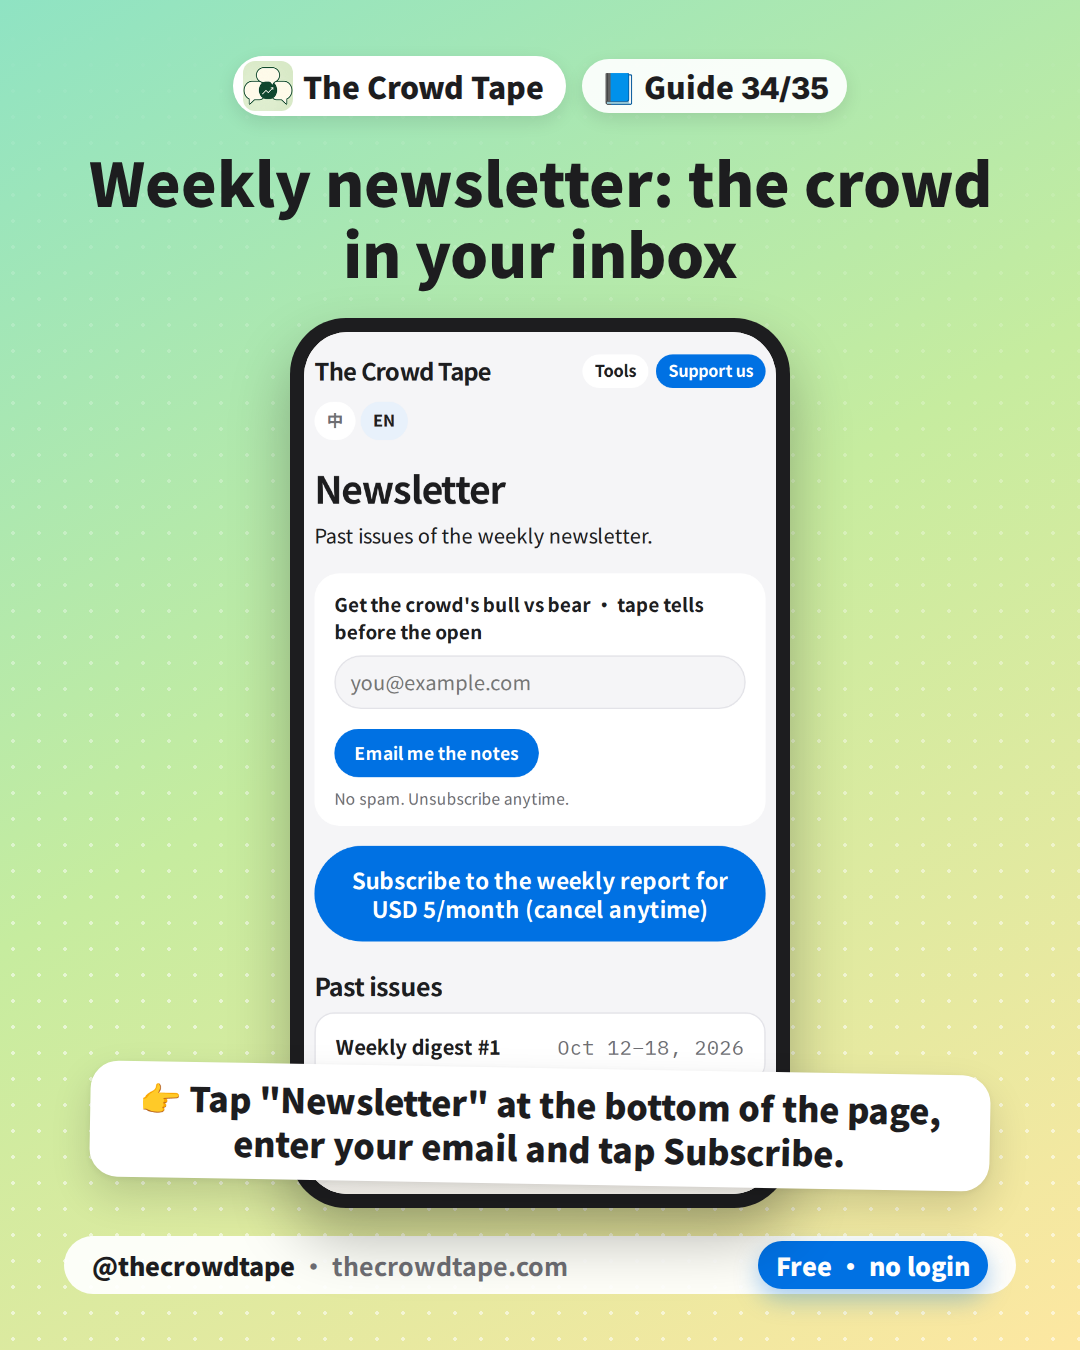 The Crowd Tape
📘 Guide 34/35
Weekly newsletter: the crowd
in your inbox
The Crowd Tape
Tools
Support us
中
EN
Newsletter
Past issues of the weekly newsletter.
Get the crowd's bull vs bear • tape tells
before the open
you@example.com
Email me the notes
No spam. Unsubscribe anytime.
Subscribe to the weekly report for
USD 5/month (cancel anytime)
Past issues
Weekly digest #1
Oct 12–18, 2026
👉 Tap "Newsletter" at the bottom of the page,
enter your email and tap Subscribe.
@thecrowdtape • thecrowdtape.com
Free • no login